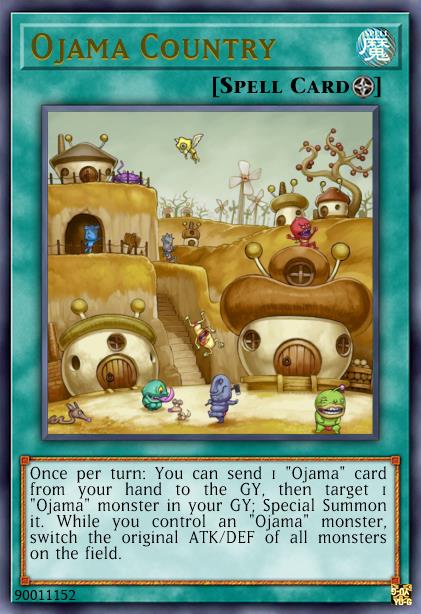 OJAMA COUNTRY
SPELL
魔
[SPELL CARD]
Once per turn: You can send 1 "Ojama" card
from your hand to the GY, then target 1
"Ojama" monster in your GY; Special Summon
it. While you control an "Ojama" monster,
switch the original ATK/DEF of all monsters
on the field.
90011152